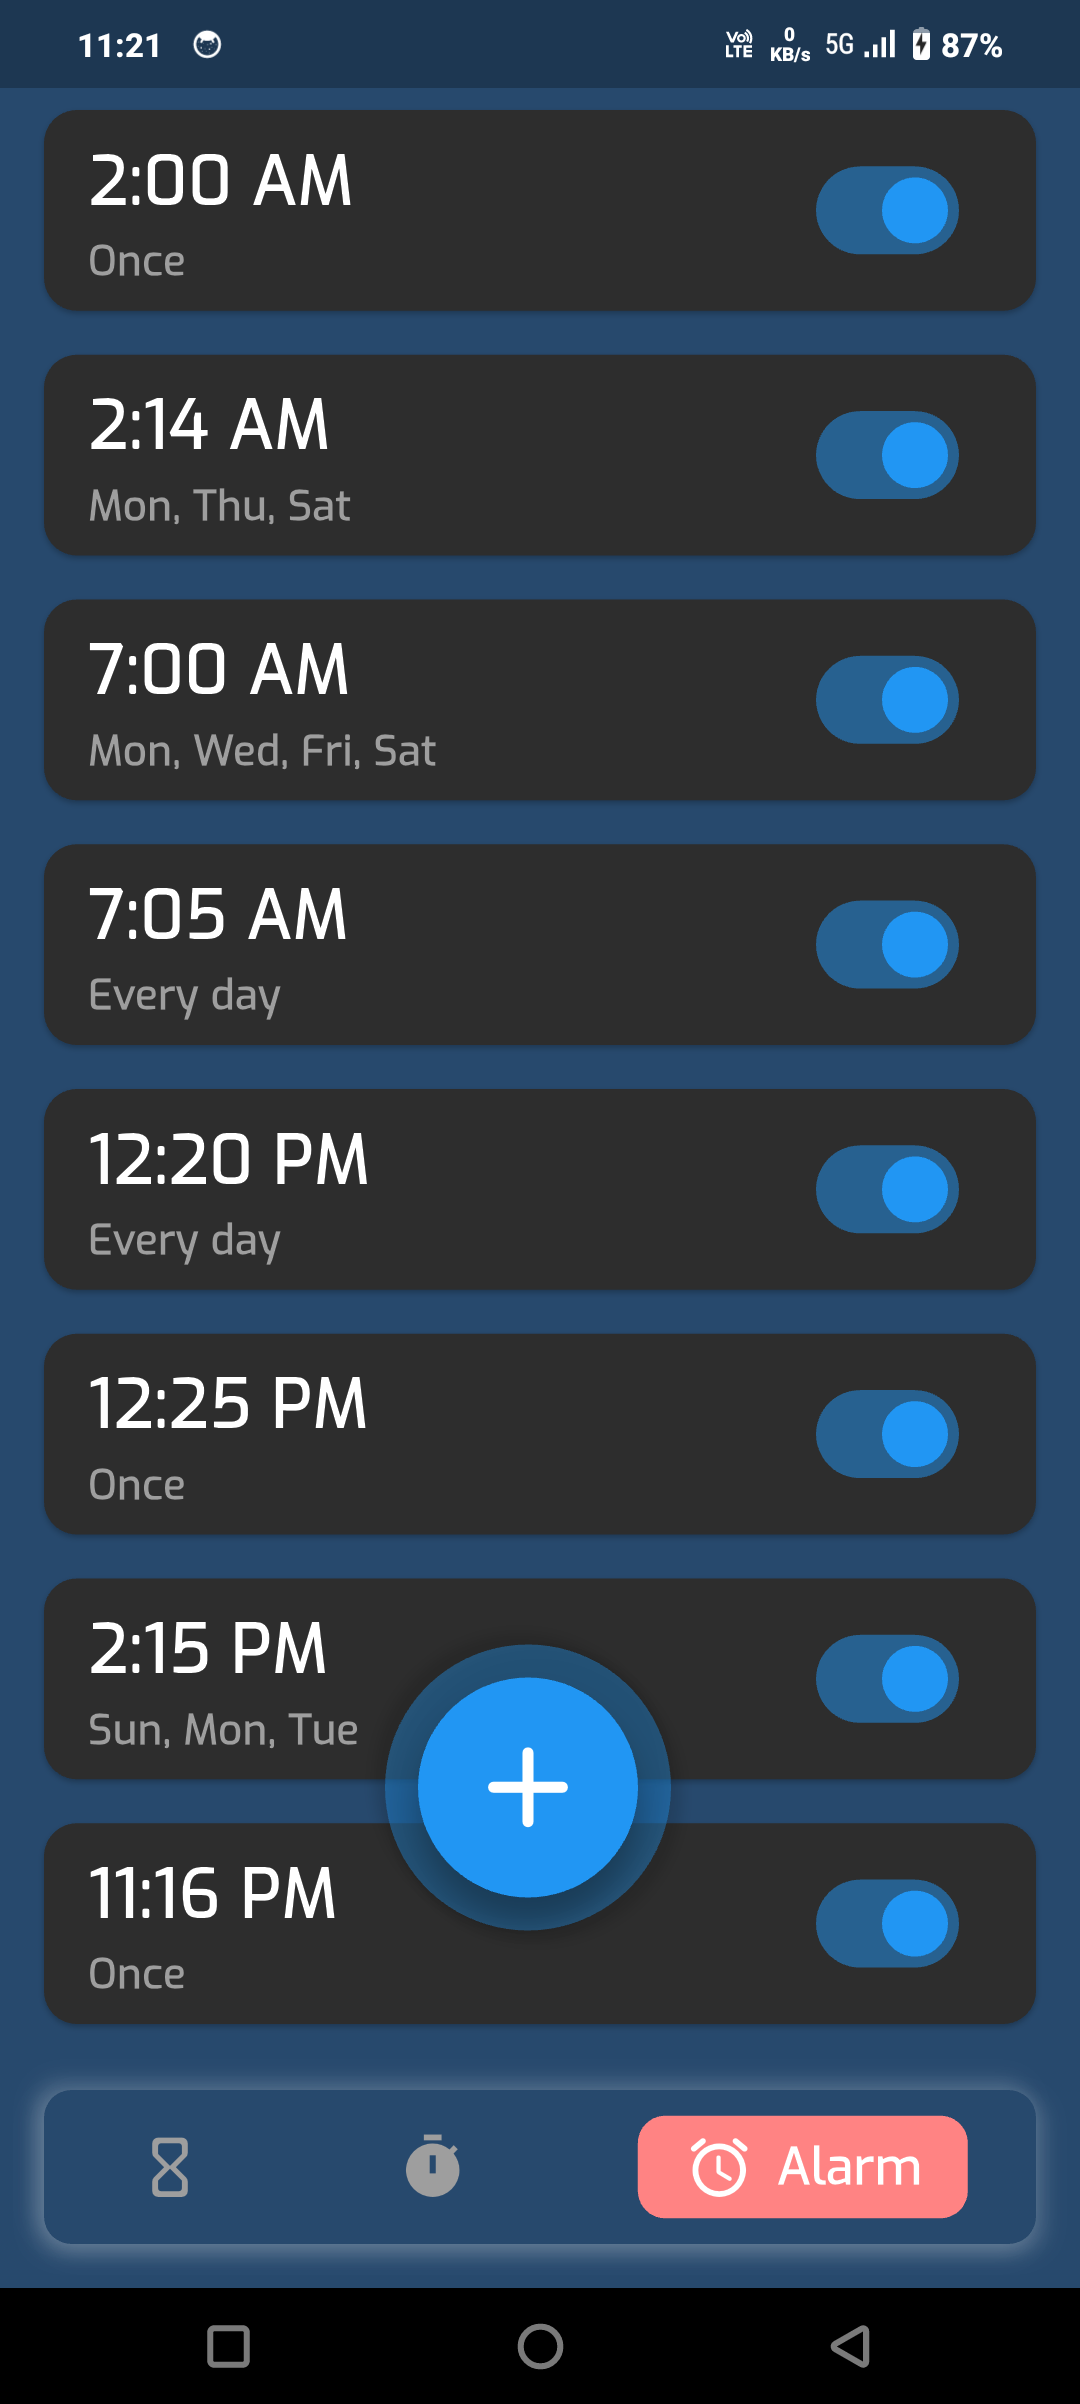 11:21 Vo) LTE 0 KB/s 5G 87%
2:00 AM
Once
2:14 AM
Mon, Thu, Sat
7:00 AM
Mon, Wed, Fri, Sat
7:05 AM
Every day
12:20 PM
Every day
12:25 PM
Once
2:15 PM
Sun, Mon, Tue
11:16 PM
Once
Alarm